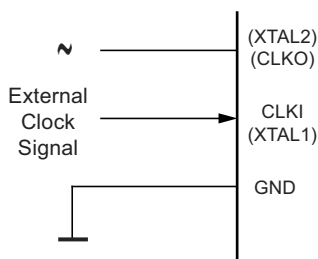 ~
(XTAL2)
(CLKO)
External
Clock
Signal
CLKI
(XTAL1)
GND